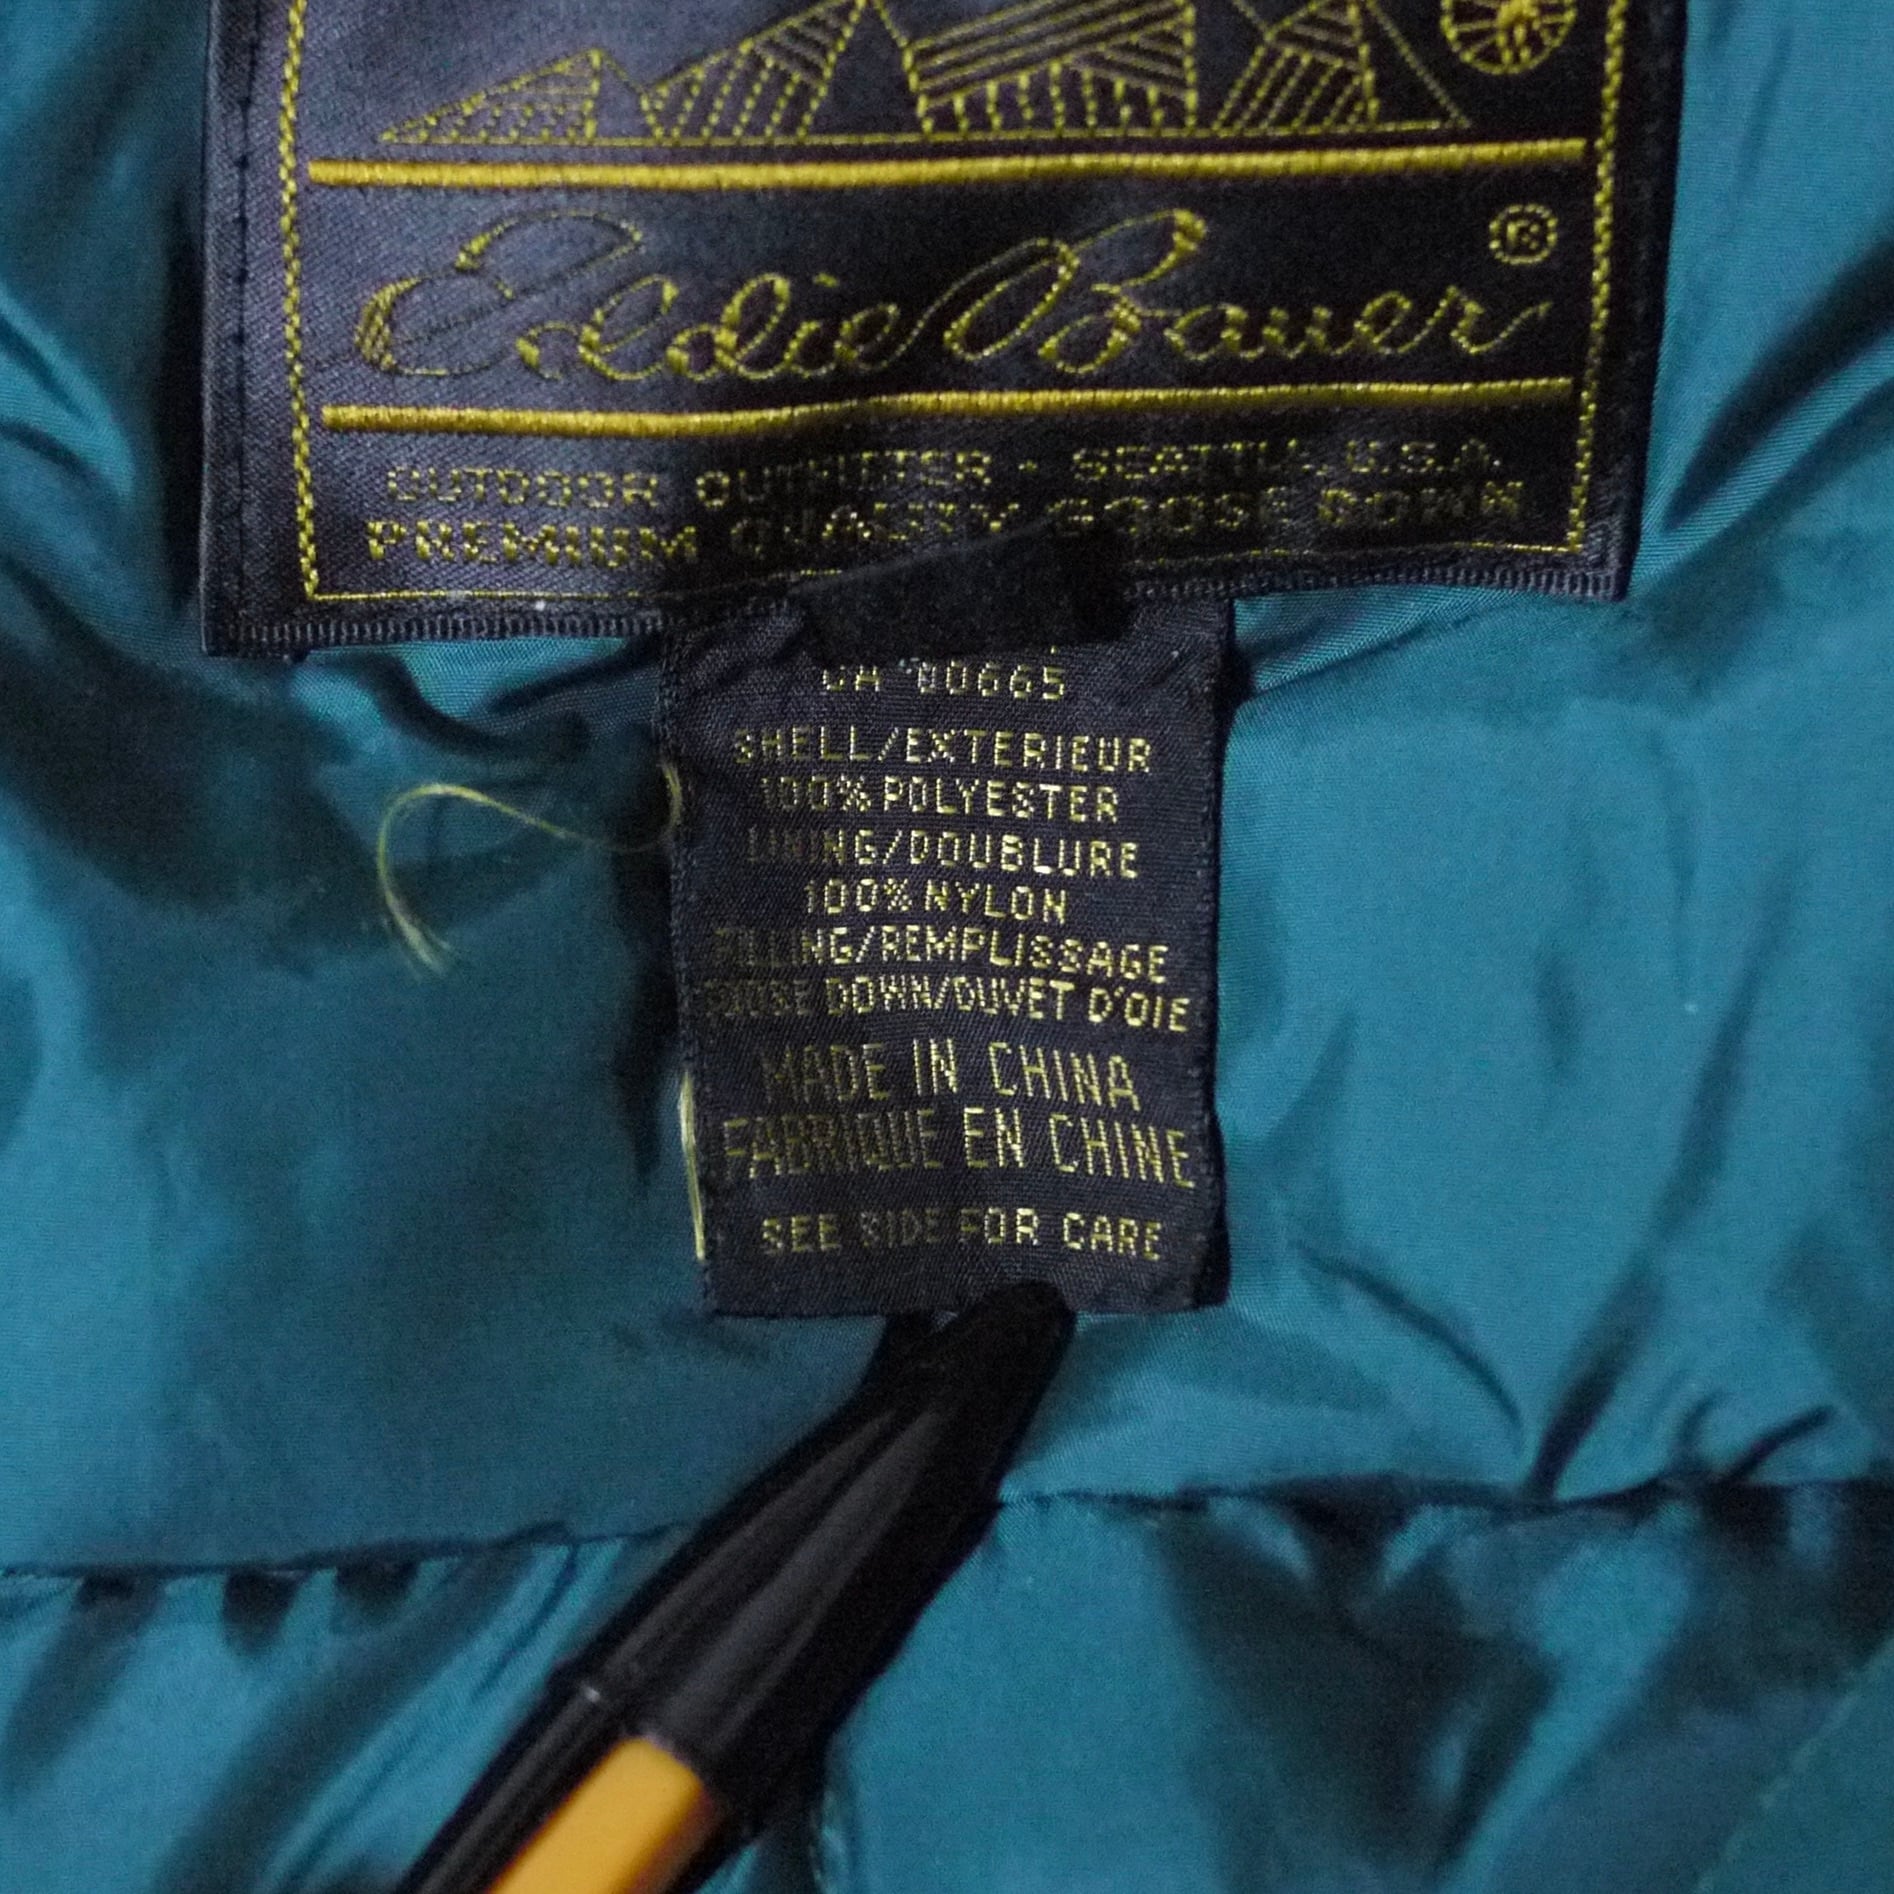 Eddie Bauer ®
OUTDOOR OUTFITTER · SEATTLE, U.S.A.
PREMIUM QUALITY GOOSE DOWN
CA 00665
SHELL/EXTERIEUR
100% POLYESTER
LINING/DOUBLURE
100% NYLON
FILLING/REMPLISSAGE
GOOSE DOWN/DUVET D'OIE
MADE IN CHINA
FABRIQUE EN CHINE
SEE SIDE FOR CARE